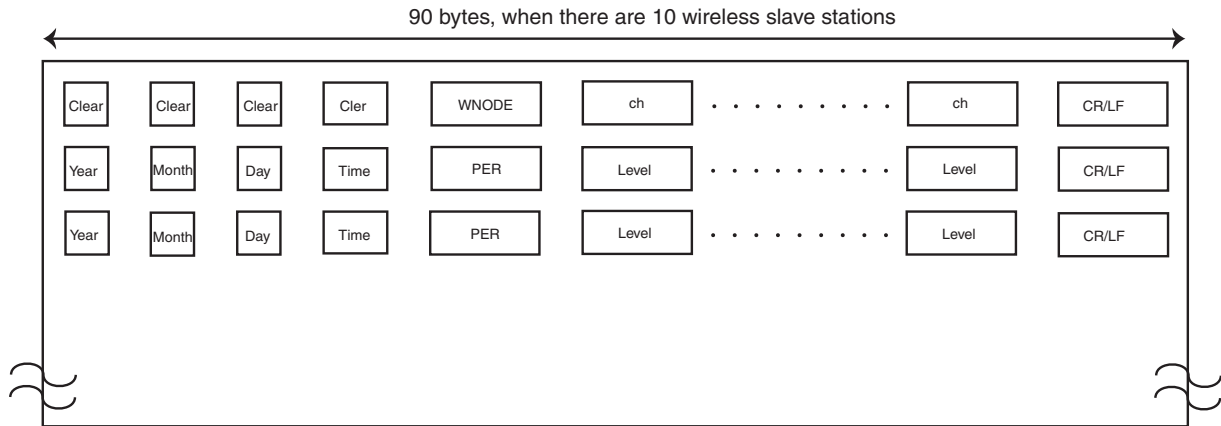 90 bytes, when there are 10 wireless slave stations
Clear Clear Clear Cler WNODE ch . . . . . . . . . ch CR/LF
Year Month Day Time PER Level . . . . . . . . . Level CR/LF
Year Month Day Time PER Level . . . . . . . . . Level CR/LF